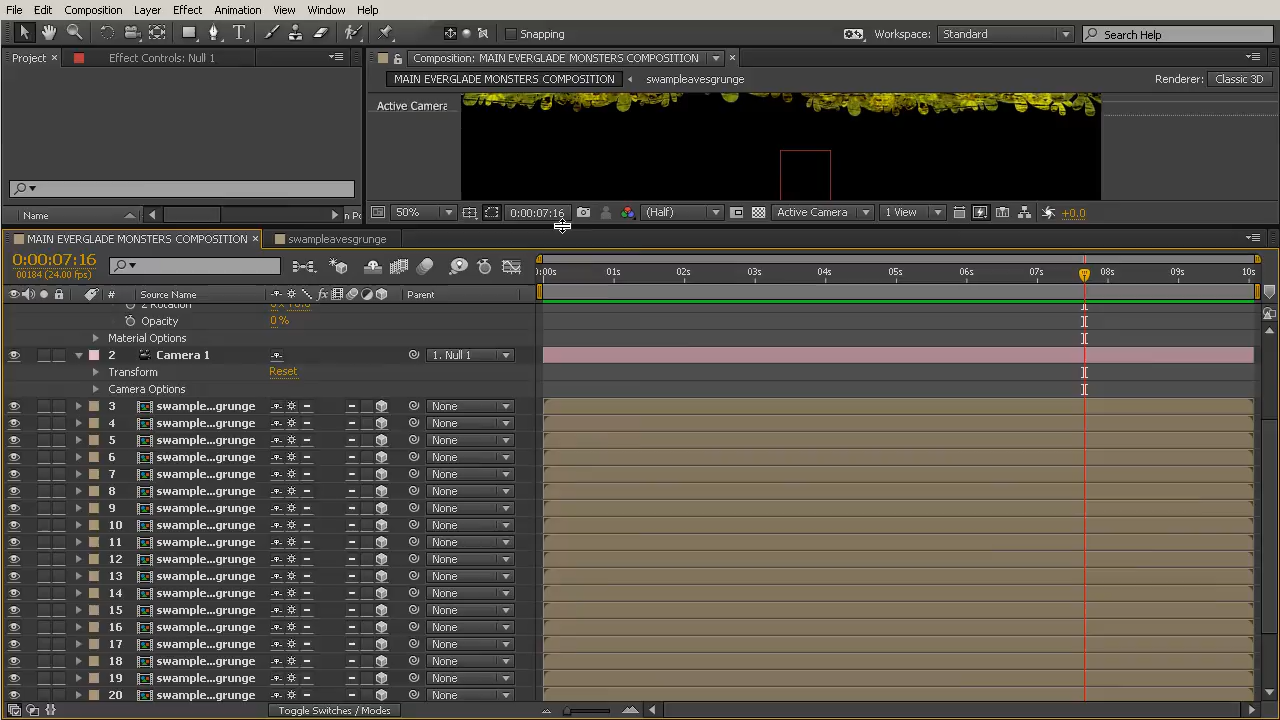 File Edit Composition Layer Effect Animation View Window Help
Snapping Workspace: Standard Search Help
Project Effect Controls: Null 1 Composition: MAIN EVERGLADE MONSTERS COMPOSITION
MAIN EVERGLADE MONSTERS COMPOSITION swampleavesgrunge Renderer: Classic 3D
Active Camera
Name
50% 0:00:07:16 (Half) Active Camera 1 View +0.0
MAIN EVERGLADE MONSTERS COMPOSITION swampleavesgrunge
0:00:07:16
00184 (24.00 fps)
0:00s 01s 02s 03s 04s 05s 06s 07s 08s 09s 10s
# Source Name Parent
Z Rotation
Opacity 0 %
Material Options
2 Camera 1 1. Null 1
Transform Reset
Camera Options
3 swample...grunge None
4 swample...grunge None
5 swample...grunge None
6 swample...grunge None
7 swample...grunge None
8 swample...grunge None
9 swample...grunge None
10 swample...grunge None
11 swample...grunge None
12 swample...grunge None
13 swample...grunge None
14 swample...grunge None
15 swample...grunge None
16 swample...grunge None
17 swample...grunge None
18 swample...grunge None
19 swample...grunge None
20 swample...grunge None
Toggle Switches / Modes